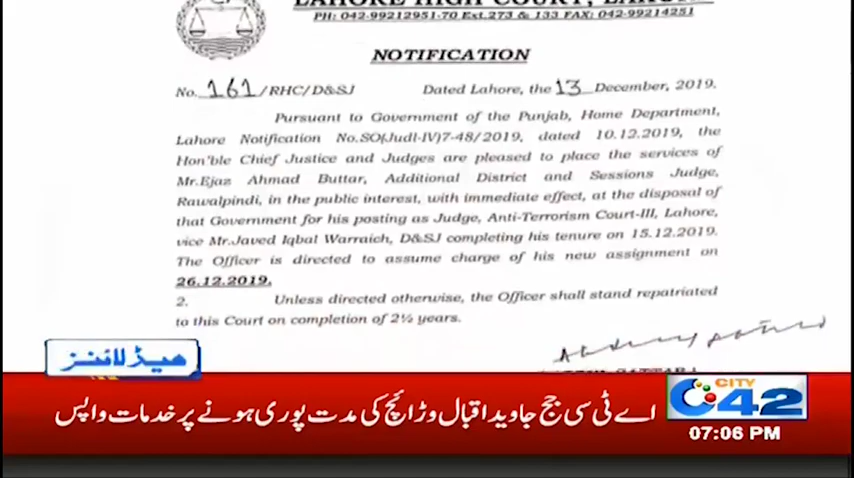 LAHORE HIGH COURT, LAHORE
PH: 042-99212951-70 Ext.273 & 133 FAX: 042-99214251
NOTIFICATION
No. 161/RHC/D&SJ Dated Lahore, the 13 December, 2019.
Pursuant to Government of the Punjab, Home Department,
Lahore Notification No.SO(Judl-IV)7-48/2019, dated 10.12.2019, the
Hon'ble Chief Justice and Judges are pleased to place the services of
Mr.Ejaz Ahmad Buttar, Additional District and Sessions Judge,
Rawalpindi, in the public interest, with immediate effect, at the disposal of
that Government for his posting as Judge, Anti-Terrorism Court-III, Lahore,
vice Mr.Javed Iqbal Warraich, D&SJ completing his tenure on 15.12.2019.
The Officer is directed to assume charge of his new assignment on
26.12.2019.
2. Unless directed otherwise, the Officer shall stand repatriated
to this Court on completion of 2½ years.
ھیڈ لائنز
اے ٹی سی جج جاوید اقبال وڑائچ کی مدت پوری ہونے پر خدمات واپس
CITY
42
07:06 PM